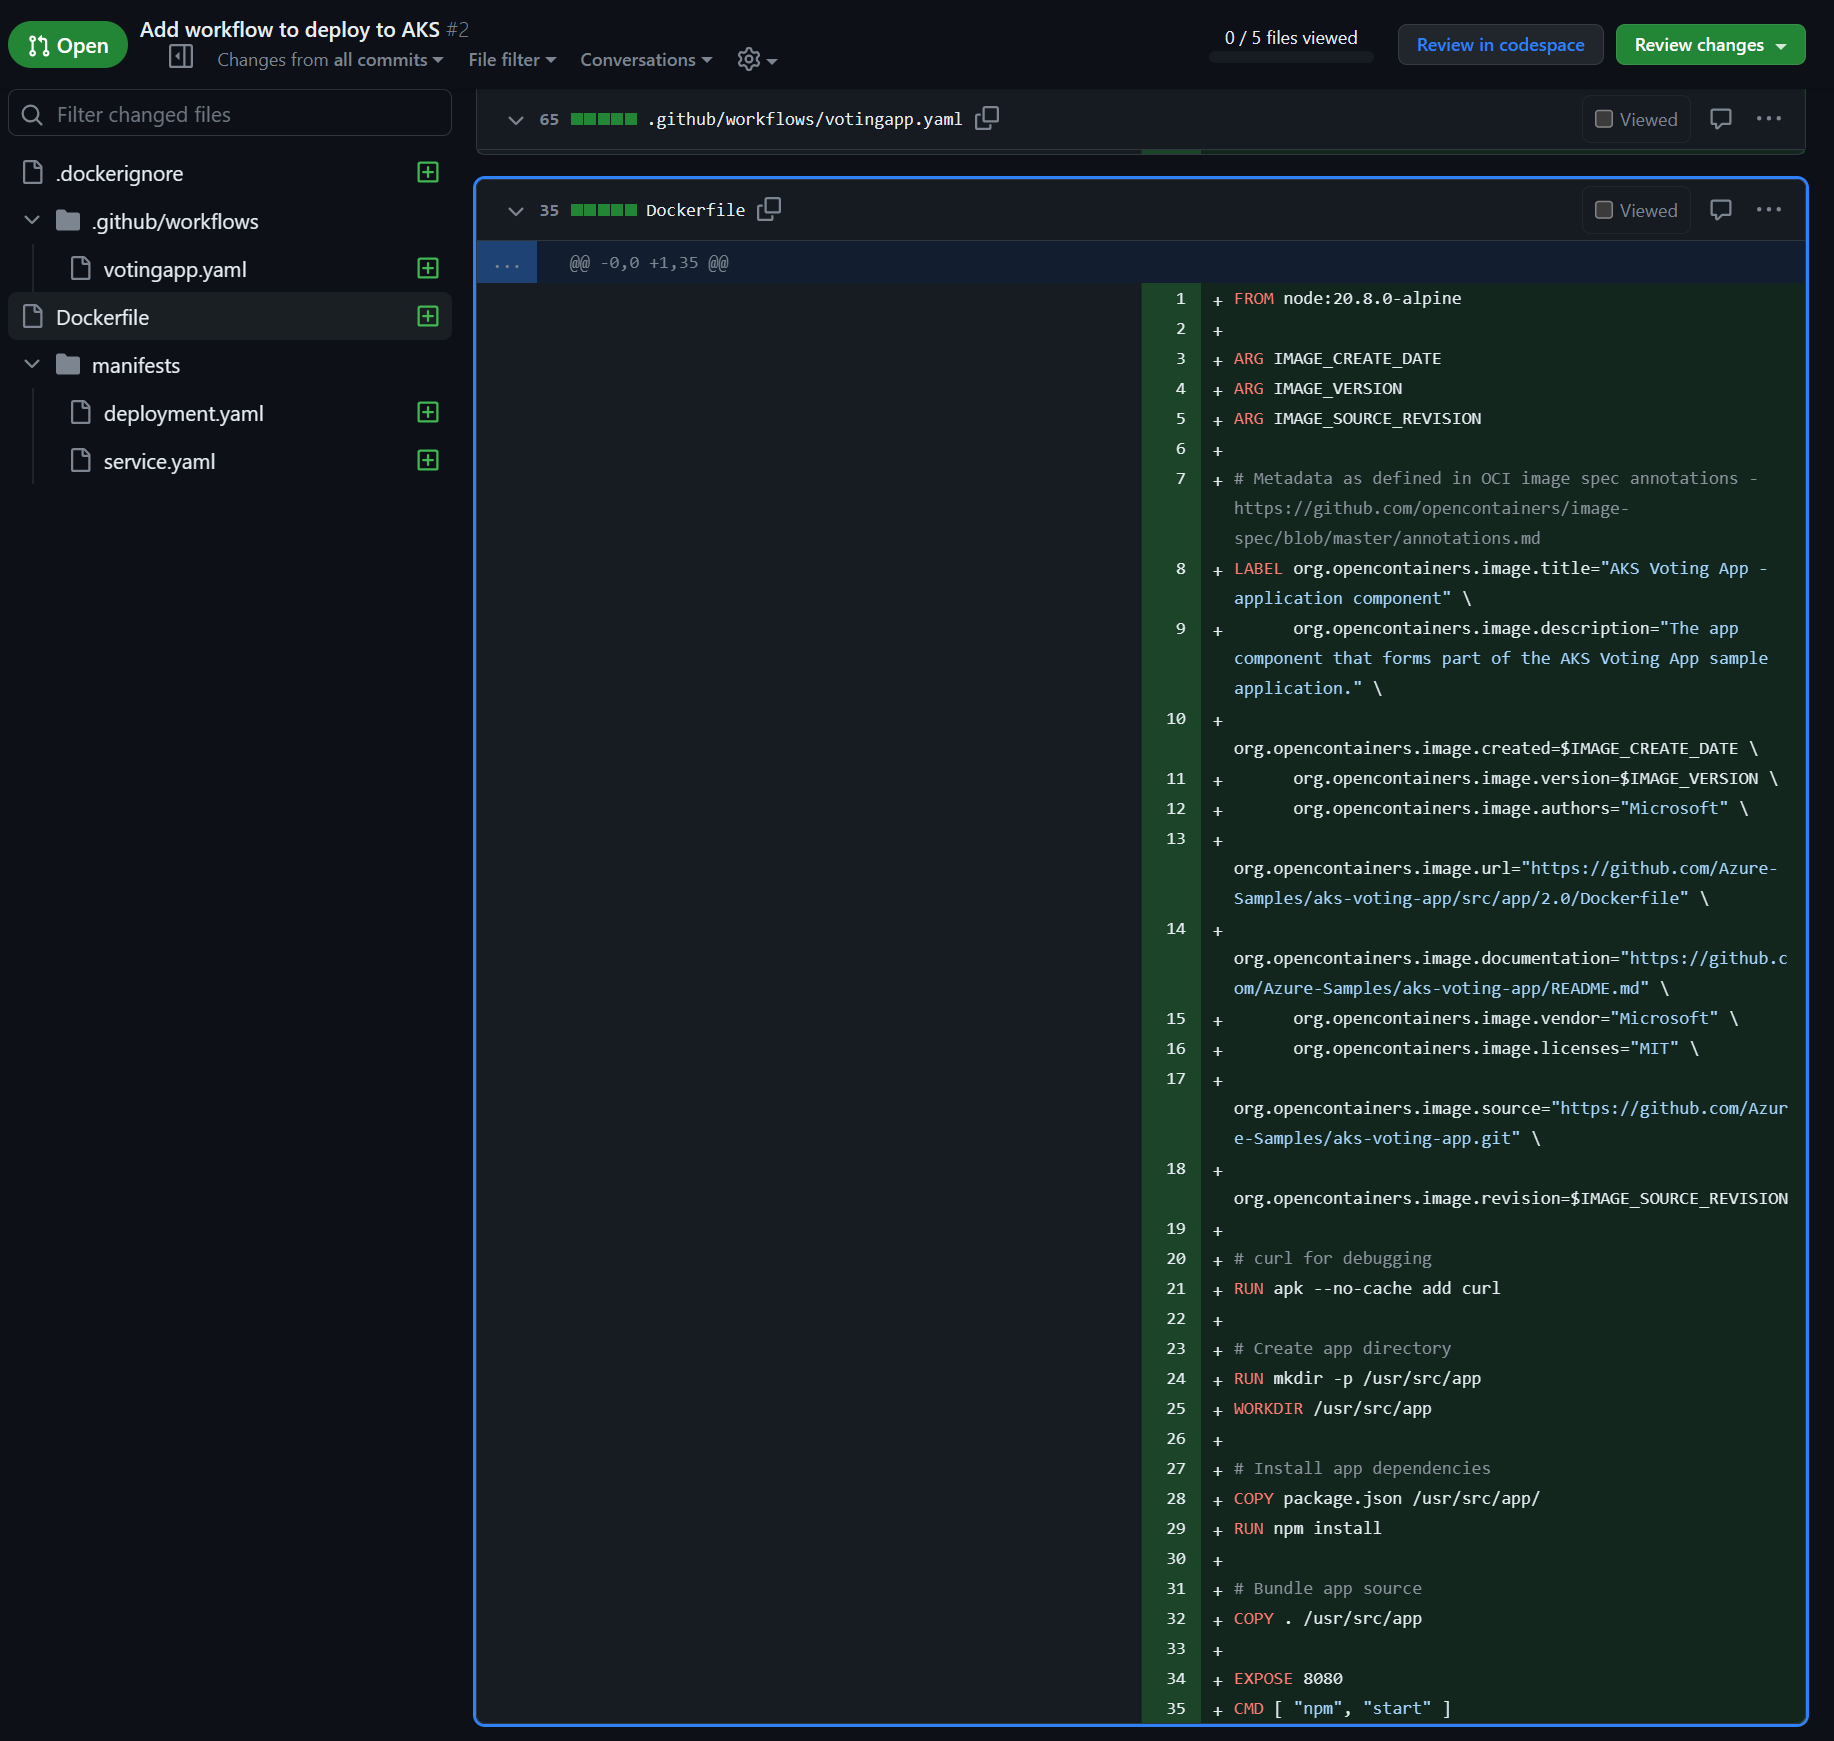 Open
Add workflow to deploy to AKS #2
Changes from all commits
File filter
Conversations
0 / 5 files viewed
Review in codespace
Review changes
Filter changed files
.dockerignore
.github/workflows
votingapp.yaml
Dockerfile
manifests
deployment.yaml
service.yaml
65 .github/workflows/votingapp.yaml
Viewed
35 Dockerfile
Viewed
... @@ -0,0 +1,35 @@
1 + FROM node:20.8.0-alpine
2 +
3 + ARG IMAGE_CREATE_DATE
4 + ARG IMAGE_VERSION
5 + ARG IMAGE_SOURCE_REVISION
6 +
7 + # Metadata as defined in OCI image spec annotations -
https://github.com/opencontainers/image-
spec/blob/master/annotations.md
8 + LABEL org.opencontainers.image.title="AKS Voting App -
application component" \
9 + org.opencontainers.image.description="The app
component that forms part of the AKS Voting App sample
application." \
10 +
org.opencontainers.image.created=$IMAGE_CREATE_DATE \
11 + org.opencontainers.image.version=$IMAGE_VERSION \
12 + org.opencontainers.image.authors="Microsoft" \
13 +
org.opencontainers.image.url="https://github.com/Azure-
Samples/aks-voting-app/src/app/2.0/Dockerfile" \
14 +
org.opencontainers.image.documentation="https://github.c
om/Azure-Samples/aks-voting-app/README.md" \
15 + org.opencontainers.image.vendor="Microsoft" \
16 + org.opencontainers.image.licenses="MIT" \
17 +
org.opencontainers.image.source="https://github.com/Azur
e-Samples/aks-voting-app.git" \
18 +
org.opencontainers.image.revision=$IMAGE_SOURCE_REVISION
19 +
20 + # curl for debugging
21 + RUN apk --no-cache add curl
22 +
23 + # Create app directory
24 + RUN mkdir -p /usr/src/app
25 + WORKDIR /usr/src/app
26 +
27 + # Install app dependencies
28 + COPY package.json /usr/src/app/
29 + RUN npm install
30 +
31 + # Bundle app source
32 + COPY . /usr/src/app
33 +
34 + EXPOSE 8080
35 + CMD [ "npm", "start" ]